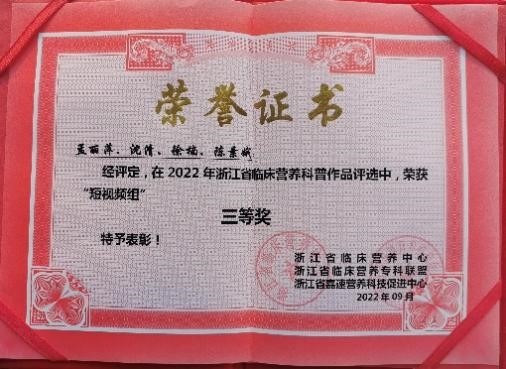 荣誉证书
孟丽萍、沈倩、徐楠、陈素娥
经评定，在2022年浙江省临床营养科普作品评选中，荣获
“短视频组”
三等奖
特予表彰！
浙江省临床营养中心
浙江省临床营养专科联盟
浙江省嘉速营养科技促进中心
2022年09月